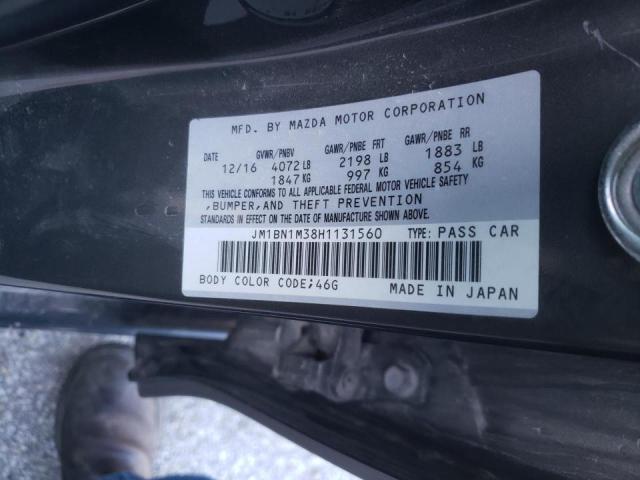 MFD. BY MAZDA MOTOR CORPORATION
DATE GVWR/PNBV GAWR/PNBE FRT GAWR/PNBE RR
12/16 4072 LB 2198 LB 1883 LB
1847 KG 997 KG 854 KG
THIS VEHICLE CONFORMS TO ALL APPLICABLE FEDERAL MOTOR VEHICLE SAFETY
,BUMPER,AND THEFT PREVENTION
STANDARDS IN EFFECT ON THE DATE OF MANUFACTURE SHOWN ABOVE.
JM1BN1M38H1131560 TYPE: PASS CAR
BODY COLOR CODE;46G MADE IN JAPAN